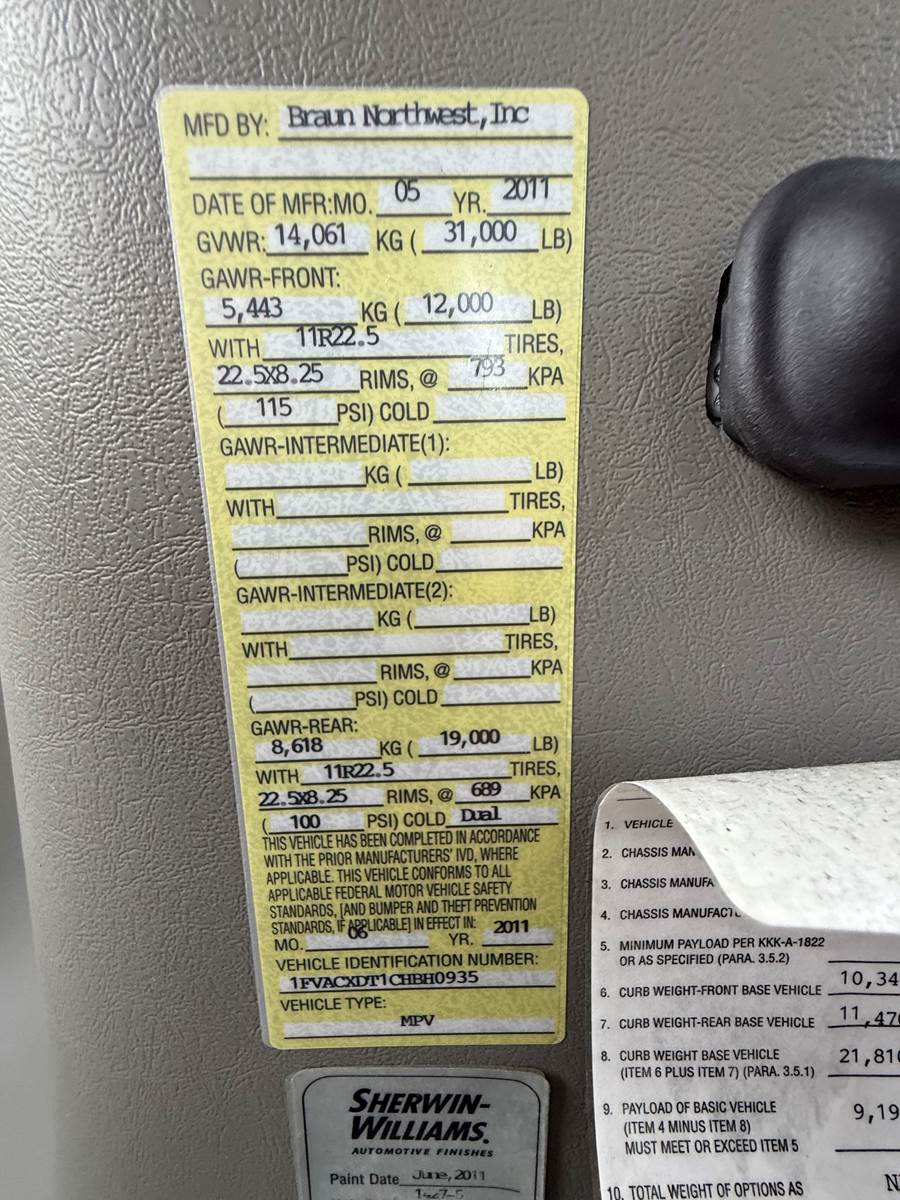 MFD BY: Braun Northwest, Inc
DATE OF MFR:MO. 05 YR. 2011
GVWR: 14,061 KG ( 31,000 LB)
GAWR-FRONT:
5,443 KG ( 12,000 LB)
WITH 11R22.5 TIRES,
22.5X8.25 RIMS, @ 793 KPA
( 115 PSI) COLD
GAWR-INTERMEDIATE(1):
KG ( LB)
WITH TIRES,
RIMS, @ KPA
( PSI) COLD
GAWR-INTERMEDIATE(2):
KG ( LB)
WITH TIRES,
RIMS, @ KPA
( PSI) COLD
GAWR-REAR:
8,618 KG ( 19,000 LB)
WITH 11R22.5 TIRES,
22.5X8.25 RIMS, @ 689 KPA
( 100 PSI) COLD Dual
THIS VEHICLE HAS BEEN COMPLETED IN ACCORDANCE
WITH THE PRIOR MANUFACTURERS' IVD, WHERE
APPLICABLE. THIS VEHICLE CONFORMS TO ALL
APPLICABLE FEDERAL MOTOR VEHICLE SAFETY
STANDARDS, [AND BUMPER AND THEFT PREVENTION
STANDARDS, IF APPLICABLE] IN EFFECT IN:
MO. 06 YR. 2011
VEHICLE IDENTIFICATION NUMBER:
1FVACXDT1CHBH0935
VEHICLE TYPE:
MPV
SHERWIN-
WILLIAMS.
AUTOMOTIVE FINISHES
Paint Date June, 2011
1. VEHICLE
2. CHASSIS MAN
3. CHASSIS MANUFA
4. CHASSIS MANUFACTU
5. MINIMUM PAYLOAD PER KKK-A-1822
OR AS SPECIFIED (PARA. 3.5.2)
6. CURB WEIGHT-FRONT BASE VEHICLE 10,34
7. CURB WEIGHT-REAR BASE VEHICLE 11,47
8. CURB WEIGHT BASE VEHICLE 21,81
(ITEM 6 PLUS ITEM 7) (PARA. 3.5.1)
9. PAYLOAD OF BASIC VEHICLE 9,19
(ITEM 4 MINUS ITEM 8)
MUST MEET OR EXCEED ITEM 5
10. TOTAL WEIGHT OF OPTIONS AS N